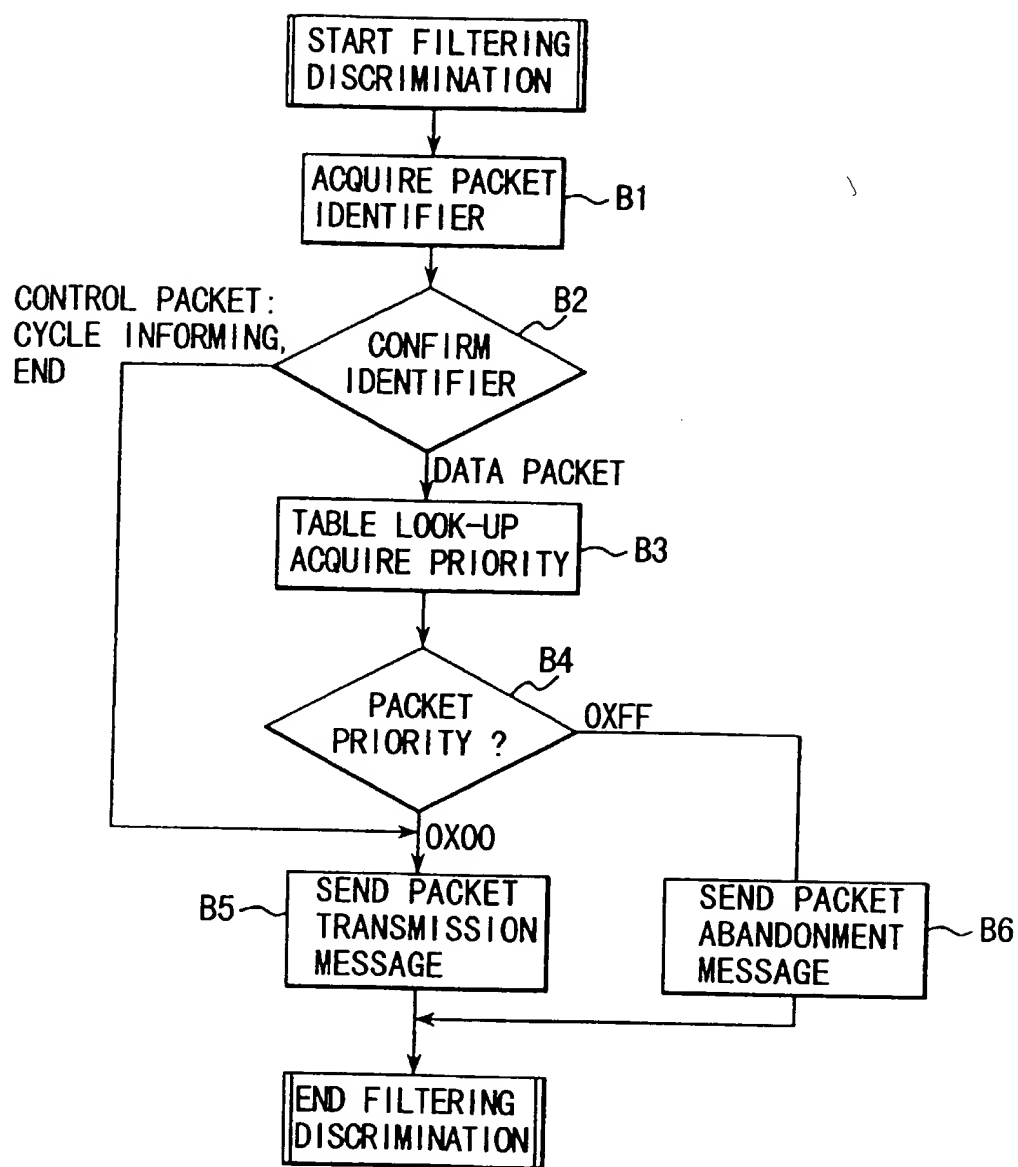 START FILTERING
DISCRIMINATION
ACQUIRE PACKET
IDENTIFIER
B1
CONTROL PACKET:
CYCLE INFORMING,
END
B2
CONFIRM
IDENTIFIER
DATA PACKET
TABLE LOOK-UP
ACQUIRE PRIORITY
B3
B4
PACKET
PRIORITY ?
0XFF
0X00
B5
SEND PACKET
TRANSMISSION
MESSAGE
SEND PACKET
ABANDONMENT
MESSAGE
B6
END FILTERING
DISCRIMINATION